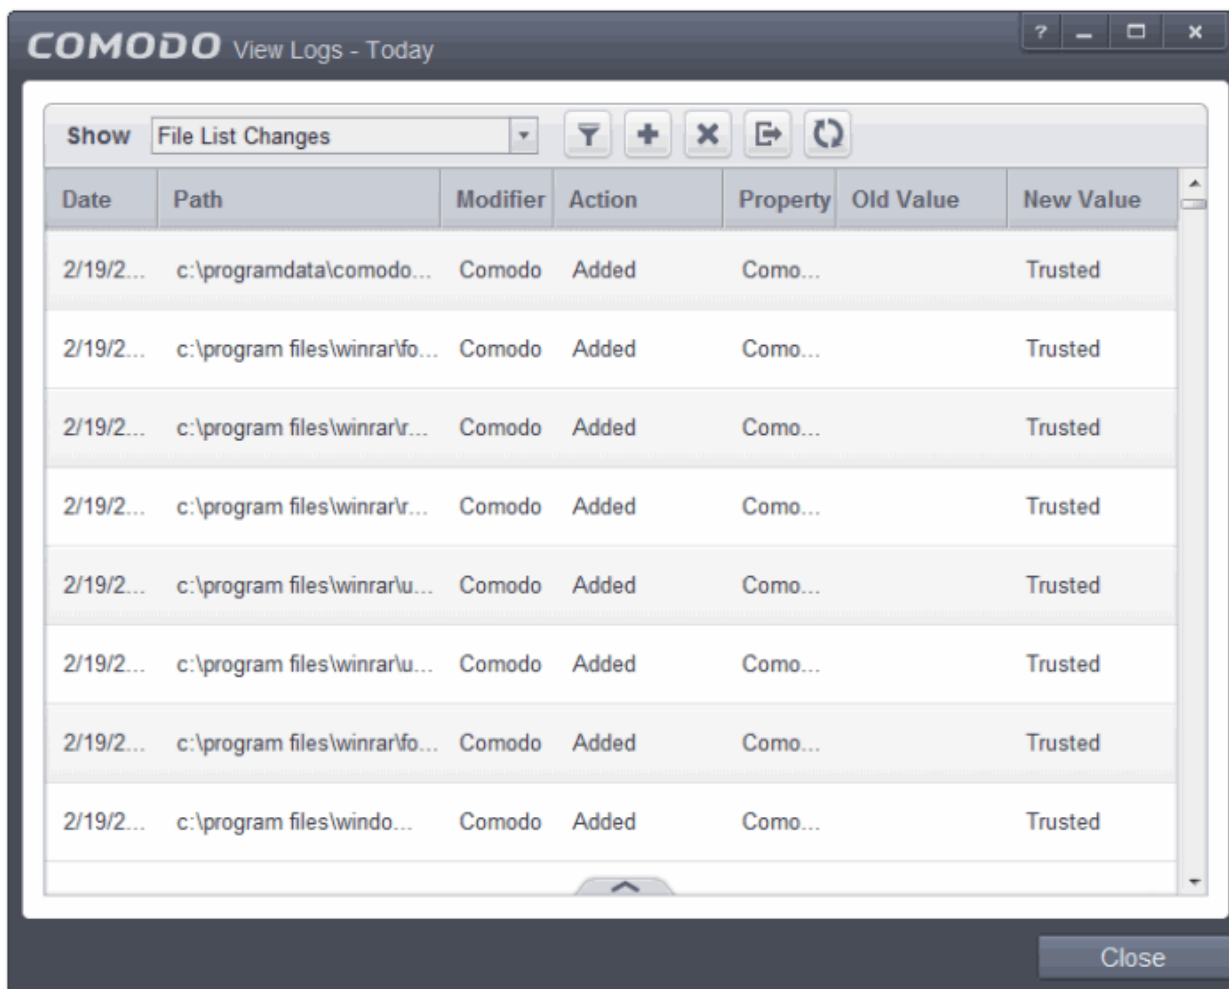 COMODO View Logs - Today
?
Show File List Changes
Date Path Modifier Action Property Old Value New Value
2/19/2... c:\programdata\comodo... Comodo Added Como... Trusted
2/19/2... c:\program files\winrar\fo... Comodo Added Como... Trusted
2/19/2... c:\program files\winrar\r... Comodo Added Como... Trusted
2/19/2... c:\program files\winrar\r... Comodo Added Como... Trusted
2/19/2... c:\program files\winrar\u... Comodo Added Como... Trusted
2/19/2... c:\program files\winrar\u... Comodo Added Como... Trusted
2/19/2... c:\program files\winrar\fo... Comodo Added Como... Trusted
2/19/2... c:\program files\windo... Comodo Added Como... Trusted
Close